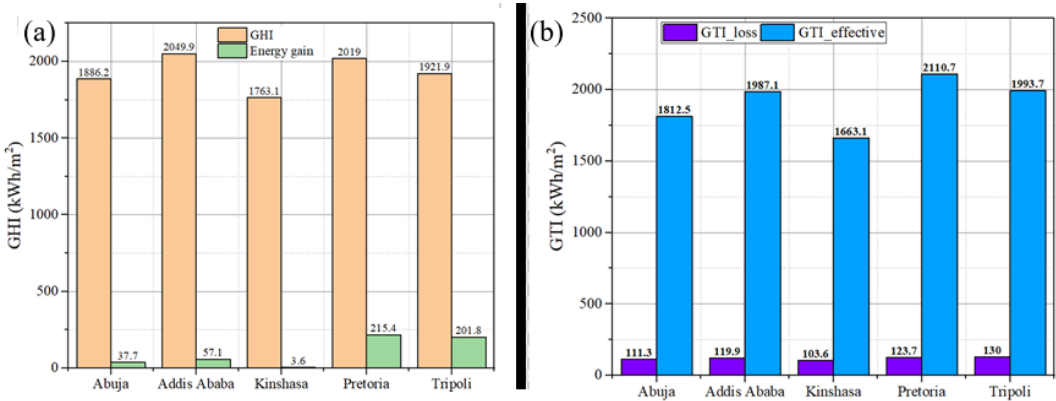 (a)
GHI
Energy gain
GHI (kWh/m²)
2000
1500
1000
500
0
1886.2
2049.9
1763.1
2019
1921.9
37.7
57.1
3.6
215.4
201.8
Abuja
Addis Ababa
Kinshasa
Pretoria
Tripoli
(b)
GTI_loss
GTI_effective
GTI (kWh/m²)
2500
2000
1500
1000
500
0
1812.5
1987.1
1663.1
2110.7
1993.7
111.3
119.9
103.6
123.7
130
Abuja
Addis Ababa
Kinshasa
Pretoria
Tripoli